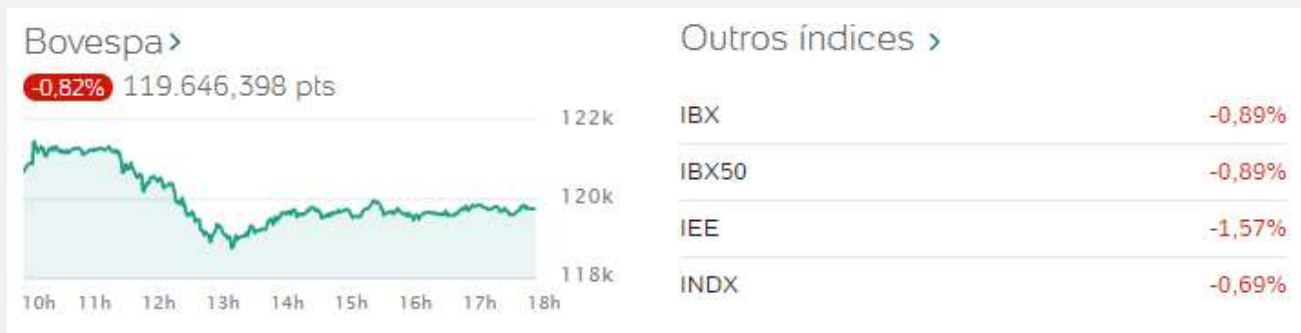 Bovespa >
-0,82% 119.646,398 pts
122k
120k
118k
10h 11h 12h 13h 14h 15h 16h 17h 18h
Outros índices >
IBX -0,89%
IBX50 -0,89%
IEE -1,57%
INDX -0,69%